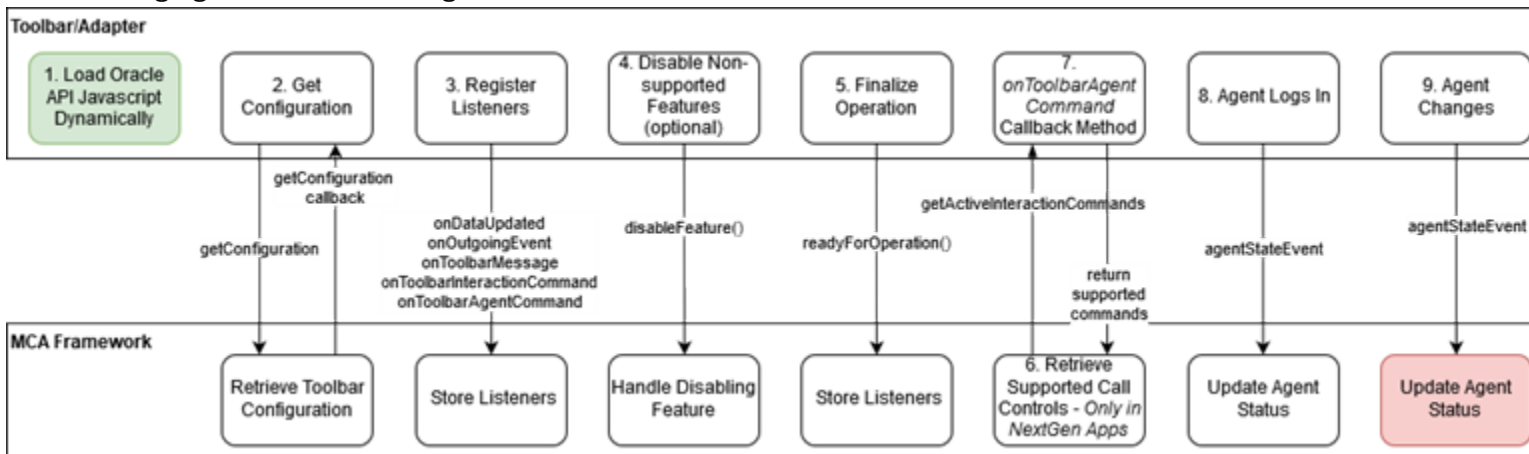 Toolbar/Adapter
1. Load Oracle
API Javascript
Dynamically
2. Get
Configuration
3. Register
Listeners
4. Disable Non-
supported
Features
(optional)
5. Finalize
Operation
7.
onToolbarAgent
Command
Callback Method
8. Agent Logs In
9. Agent
Changes
getConfiguration
callback
getConfiguration
onDataUpdated
onOutgoingEvent
onToolbarMessage
onToolbarInteractionCommand
onToolbarAgentCommand
disableFeature()
readyForOperation()
getActiveInteractionCommands
return
supported
commands
agentStateEvent
agentStateEvent
MCA Framework
Retrieve Toolbar
Configuration
Store Listeners
Handle Disabling
Feature
Store Listeners
6. Retrieve
Supported Call
Controls - Only in
NextGen Apps
Update Agent
Status
Update Agent
Status